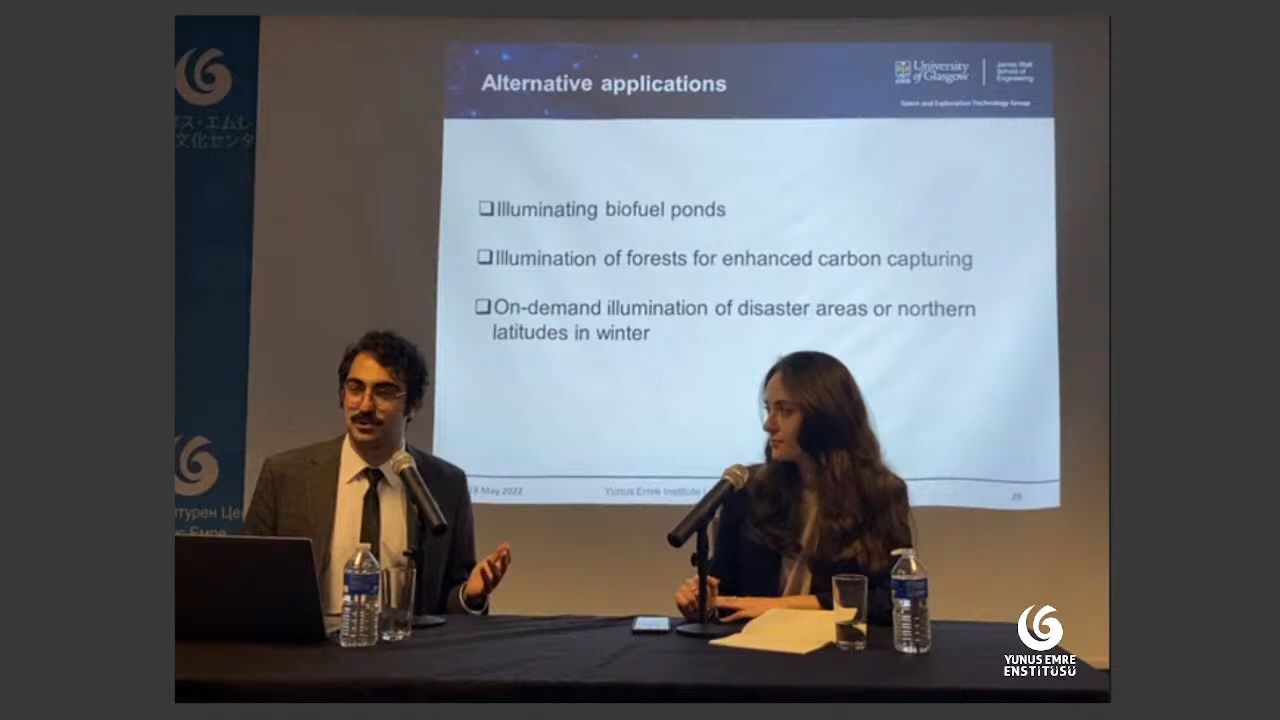 Alternative applications
University
of Glasgow
James Watt
School of
Engineering
Space and Exploration Technology Group
ス・エムレ
文化センタ
❑Illuminating biofuel ponds
❑Illumination of forests for enhanced carbon capturing
❑On-demand illumination of disaster areas or northern
latitudes in winter
May 2022
Yunus Emre Institute
турен Це
Emre
YUNUS EMRE
ENSTİTÜSÜ